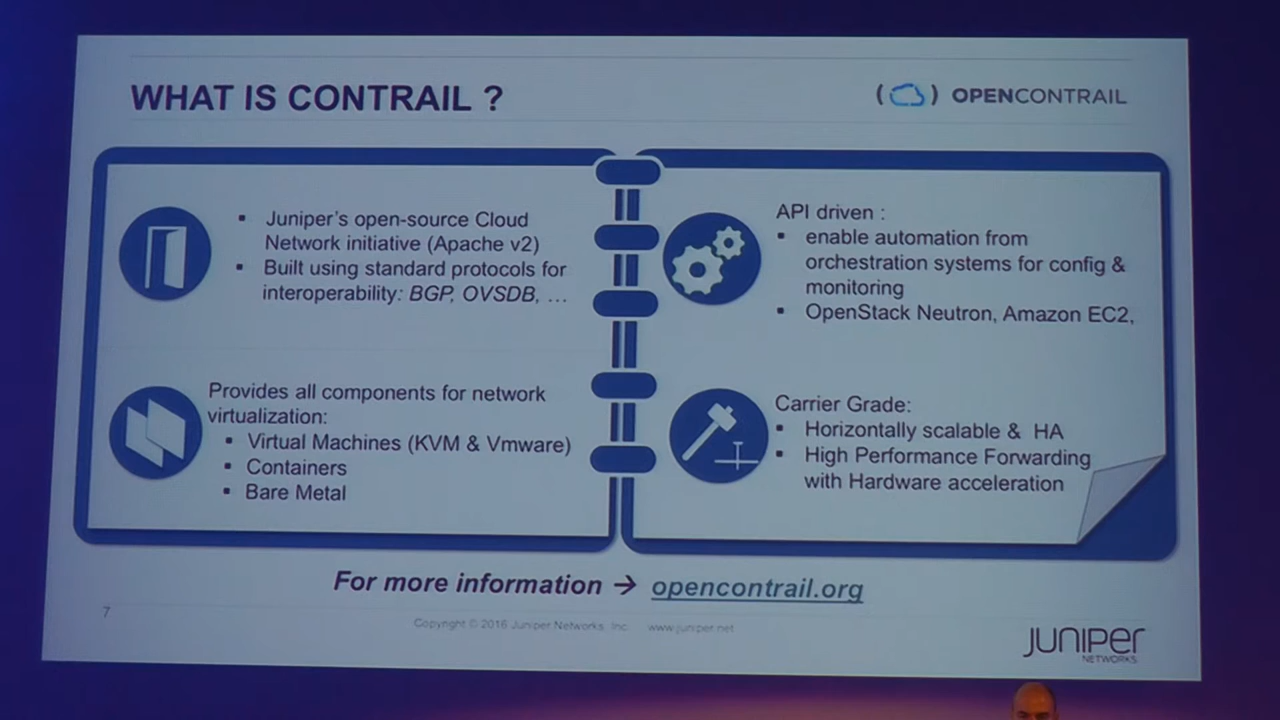 WHAT IS CONTRAIL ?
( ) OPENCONTRAIL
▪ Juniper's open-source Cloud
Network initiative (Apache v2)
▪ Built using standard protocols for
interoperability: BGP, OVSDB, …
Provides all components for network
virtualization:
▪ Virtual Machines (KVM & Vmware)
▪ Containers
▪ Bare Metal
API driven :
▪ enable automation from
orchestration systems for config &
monitoring
▪ OpenStack Neutron, Amazon EC2,
Carrier Grade:
▪ Horizontally scalable & HA
▪ High Performance Forwarding
with Hardware acceleration
For more information → opencontrail.org
7
Copyright © 2016 Juniper Networks, Inc. www.juniper.net
JUNIPEr
NETWORKS